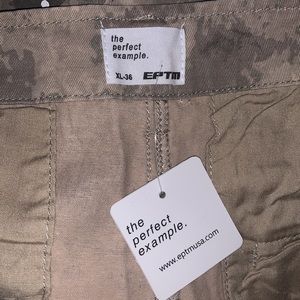 the
perfect
example.
XL-36 EPTM
the
perfect
example.
www.eptmusa.com